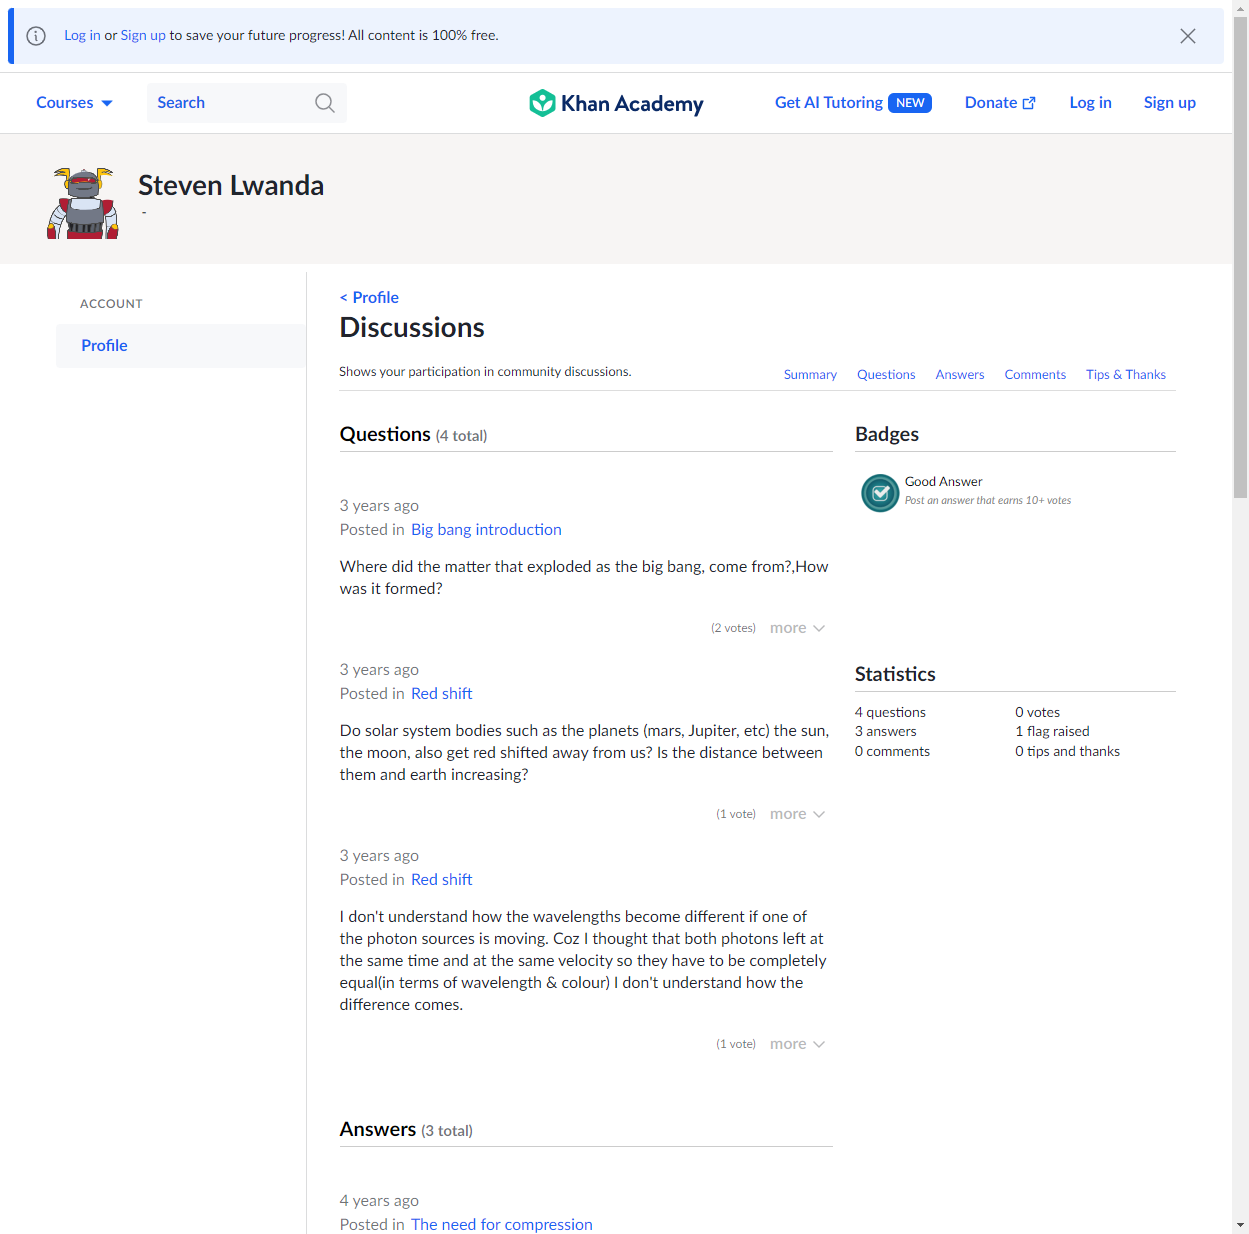 Log in or Sign up to save your future progress! All content is 100% free.
Courses
Search
Khan Academy
Get AI Tutoring NEW
Donate
Log in
Sign up
Steven Lwanda
-
ACCOUNT
Profile
< Profile
Discussions
Shows your participation in community discussions.
Summary
Questions
Answers
Comments
Tips & Thanks
Questions (4 total)
3 years ago
Posted in Big bang introduction
Where did the matter that exploded as the big bang, come from?,How
was it formed?
(2 votes) more
3 years ago
Posted in Red shift
Do solar system bodies such as the planets (mars, Jupiter, etc) the sun,
the moon, also get red shifted away from us? Is the distance between
them and earth increasing?
(1 vote) more
3 years ago
Posted in Red shift
I don't understand how the wavelengths become different if one of
the photon sources is moving. Coz I thought that both photons left at
the same time and at the same velocity so they have to be completely
equal(in terms of wavelength & colour) I don't understand how the
difference comes.
(1 vote) more
Answers (3 total)
4 years ago
Posted in The need for compression
Badges
Good Answer
Post an answer that earns 10+ votes
Statistics
4 questions
3 answers
0 comments
0 votes
1 flag raised
0 tips and thanks